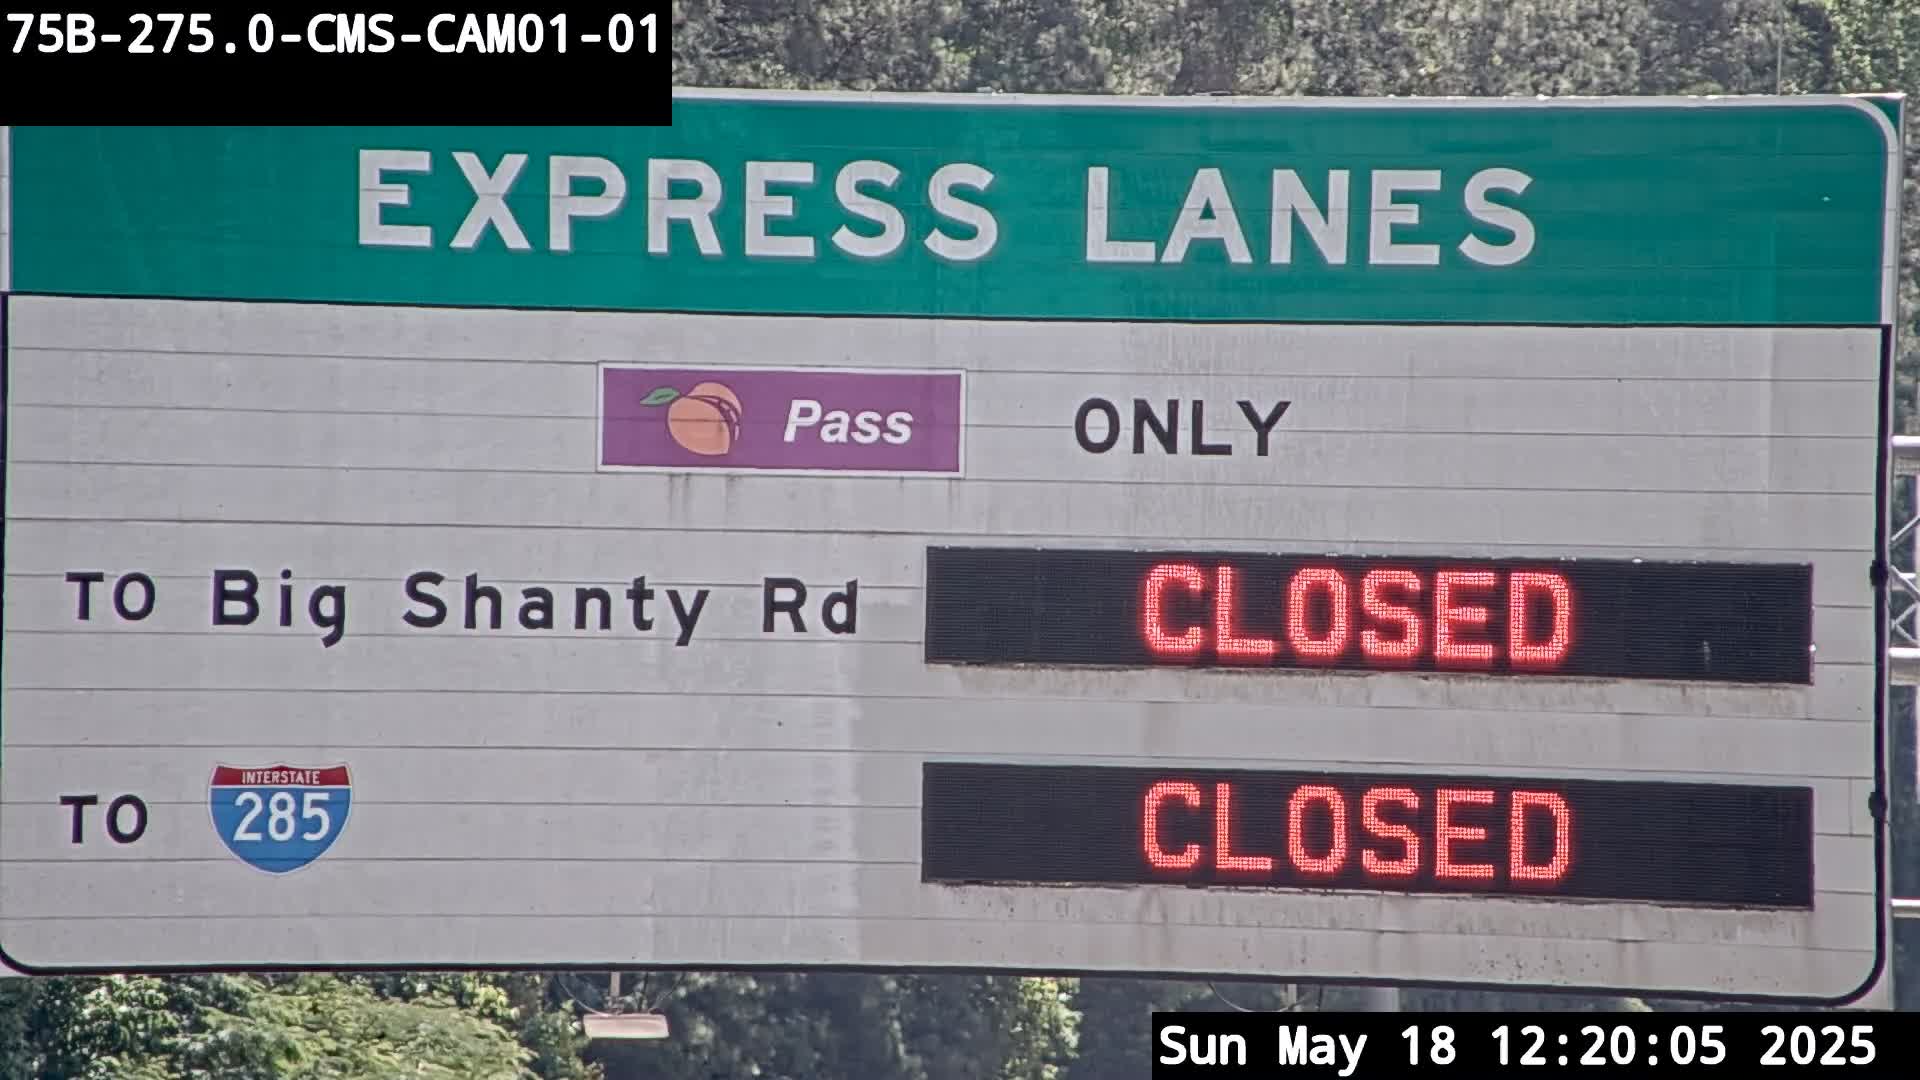 75B-275.0-CMS-CAM01-01
EXPRESS LANES
Pass ONLY
TO Big Shanty Rd CLOSED
TO INTERSTATE 285 CLOSED
Sun May 18 12:20:05 2025